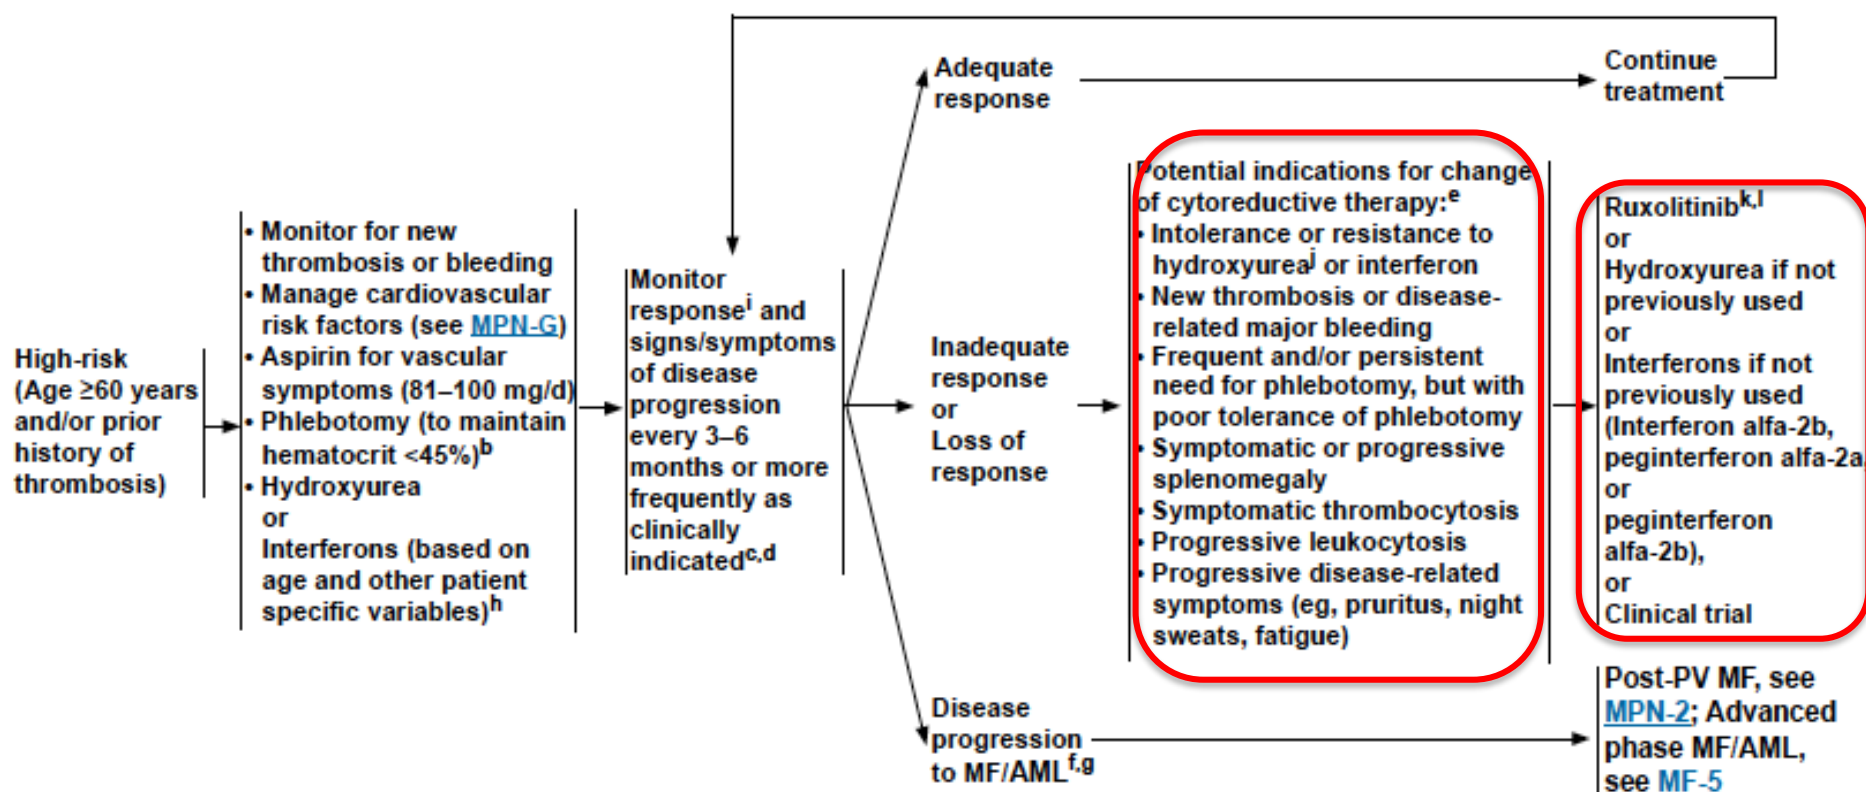 High-risk
(Age ≥60 years
and/or prior
history of
thrombosis)
• Monitor for new
thrombosis or bleeding
• Manage cardiovascular
risk factors (see MPN-G)
• Aspirin for vascular
symptoms (81–100 mg/d)
• Phlebotomy (to maintain
hematocrit <45%)b
• Hydroxyurea
or
Interferons (based on
age and other patient
specific variables)h
Monitor
responsei and
signs/symptoms
of disease
progression
every 3–6
months or more
frequently as
clinically
indicatedc,d
Adequate
response
Continue
treatment
Inadequate
response
or
Loss of
response
Potential indications for change
of cytoreductive therapy:e
• Intolerance or resistance to
hydroxyureaj or interferon
• New thrombosis or disease-
related major bleeding
• Frequent and/or persistent
need for phlebotomy, but with
poor tolerance of phlebotomy
• Symptomatic or progressive
splenomegaly
• Symptomatic thrombocytosis
• Progressive leukocytosis
• Progressive disease-related
symptoms (eg, pruritus, night
sweats, fatigue)
Ruxolitinibk,l
or
Hydroxyurea if not
previously used
or
Interferons if not
previously used
(Interferon alfa-2b,
peginterferon alfa-2a,
or
peginterferon
alfa-2b),
or
Clinical trial
Disease
progression
to MF/AMLf,g
Post-PV MF, see
MPN-2; Advanced
phase MF/AML,
see MF-5